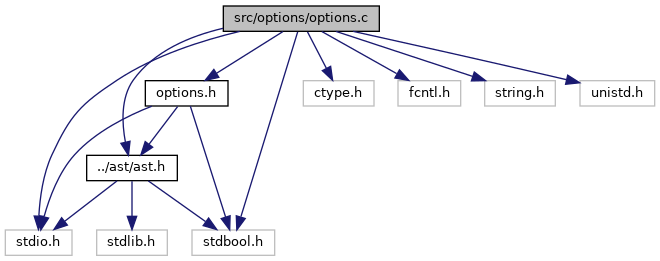 src/options/options.c
options.h
ctype.h
fcntl.h
string.h
unistd.h
../ast/ast.h
stdio.h
stdlib.h
stdbool.h